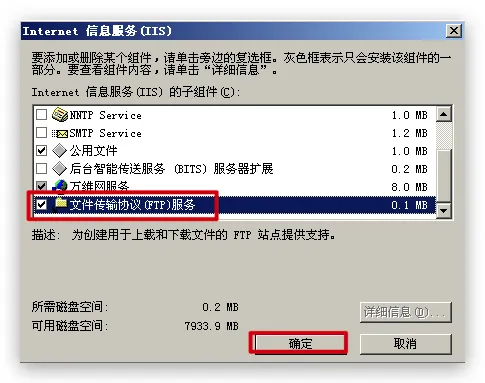 Internet 信息服务(IIS)
要添加或删除某个组件，请单击旁边的复选框。灰色框表示只会安装该组件的一
部分。要查看组件内容，请单击“详细信息”。
Internet 信息服务(IIS) 的子组件(C):
NNTP Service 1.0 MB
SMTP Service 1.2 MB
公用文件 1.0 MB
后台智能传送服务 (BITS) 服务器扩展 0.2 MB
万维网服务 8.0 MB
文件传输协议(FTP)服务 0.1 MB
描述: 为创建用于上载和下载文件的 FTP 站点提供支持。
所需磁盘空间: 0.2 MB
详细信息(D)...
可用磁盘空间: 7933.9 MB
确定 取消